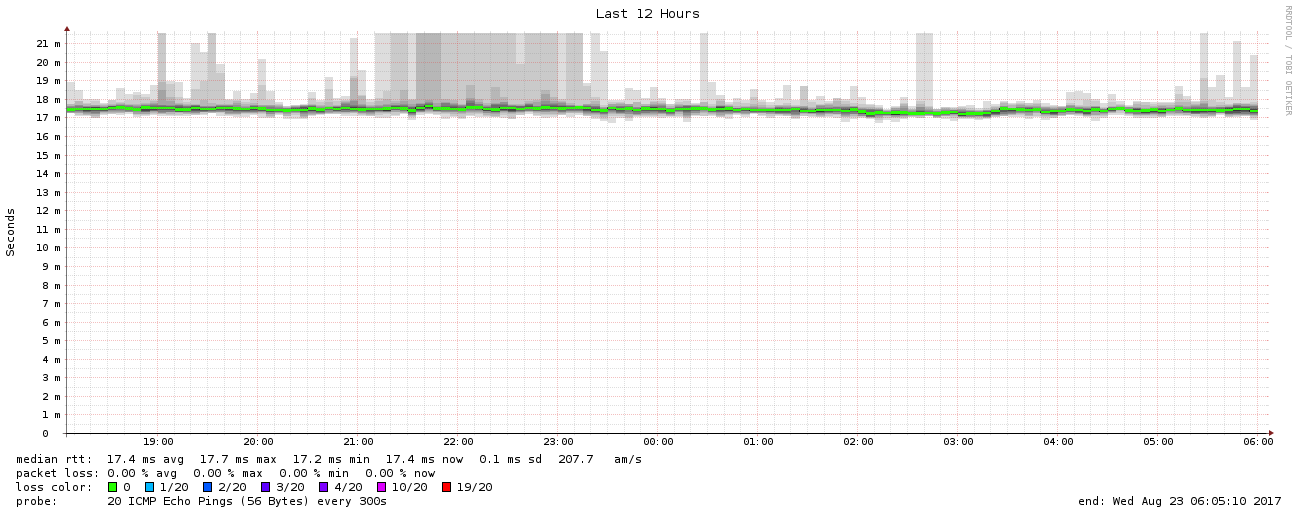 Last 12 Hours
RRDTOOL / TOBI OETIKER
Seconds
21 m
20 m
19 m
18 m
17 m
16 m
15 m
14 m
13 m
12 m
11 m
10 m
9 m
8 m
7 m
6 m
5 m
4 m
3 m
2 m
1 m
0
19:00 20:00 21:00 22:00 23:00 00:00 01:00 02:00 03:00 04:00 05:00 06:00
median rtt: 17.4 ms avg 17.7 ms max 17.2 ms min 17.4 ms now 0.1 ms sd 207.7 am/s
packet loss: 0.00 % avg 0.00 % max 0.00 % min 0.00 % now
loss color: 0 1/20 2/20 3/20 4/20 10/20 19/20
probe: 20 ICMP Echo Pings (56 Bytes) every 300s
end: Wed Aug 23 06:05:10 2017